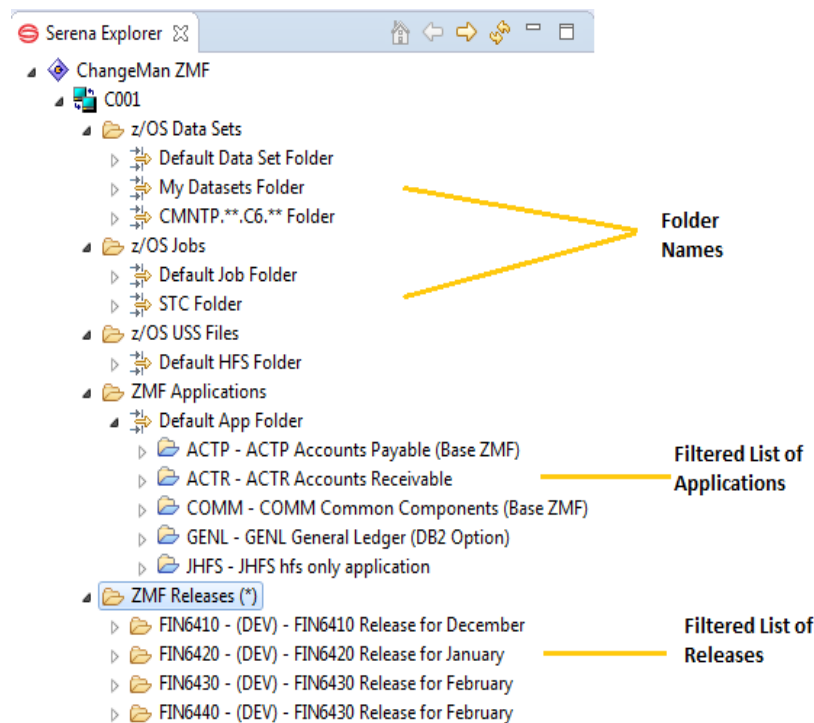 Serena Explorer
ChangeMan ZMF
C001
z/OS Data Sets
Default Data Set Folder
My Datasets Folder
CMNTP.**.C6.** Folder
Folder
Names
z/OS Jobs
Default Job Folder
STC Folder
z/OS USS Files
Default HFS Folder
ZMF Applications
Default App Folder
ACTP - ACTP Accounts Payable (Base ZMF)
ACTR - ACTR Accounts Receivable
COMM - COMM Common Components (Base ZMF)
GENL - GENL General Ledger (DB2 Option)
JHFS - JHFS hfs only application
Filtered List of
Applications
ZMF Releases (*)
FIN6410 - (DEV) - FIN6410 Release for December
FIN6420 - (DEV) - FIN6420 Release for January
FIN6430 - (DEV) - FIN6430 Release for February
FIN6440 - (DEV) - FIN6430 Release for February
Filtered List of
Releases